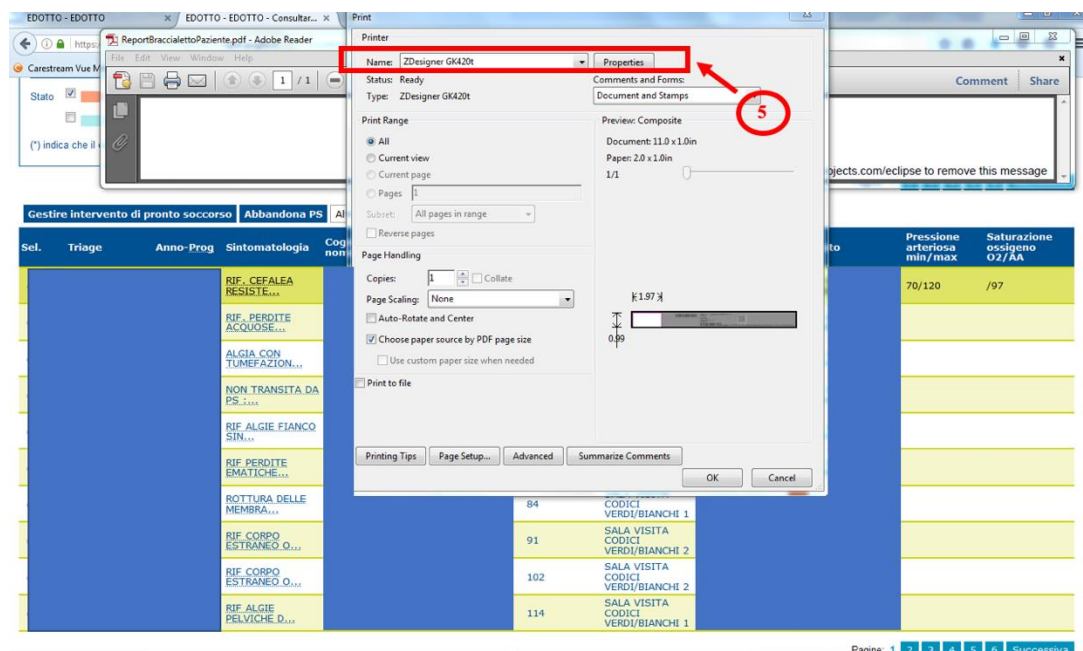 EDOTTO - EDOTTO
EDOTTO - EDOTTO - Consultar...
Print
https:
ReportBraccialettoPaziente.pdf - Adobe Reader
File Edit View Window Help
Carestream Vue M
1 / 1
Comment Share
Stato
(*) indica che il
objects.com/eclipse to remove this message
Printer
Name: ZDesigner GK420t
Properties
Status: Ready
Comments and Forms:
Type: ZDesigner GK420t
Document and Stamps
5
Print Range
Preview: Composite
All
Document: 11.0 x 1.0in
Current view
Paper: 2.0 x 1.0in
Current page
1/1
Pages 1
Subset: All pages in range
Reverse pages
Page Handling
Copies: 1 Collate
Page Scaling: None
1.97
Auto-Rotate and Center
0.99
Choose paper source by PDF page size
Use custom paper size when needed
Print to file
Printing Tips Page Setup... Advanced Summarize Comments
OK Cancel
Gestire intervento di pronto soccorso Abbandona PS Al
Sel. Triage Anno-Prog Sintomatologia
Cog
nom
to
Pressione
arteriosa
min/max
Saturazione
ossigeno
O2/AA
RIF. CEFALEA
RESISTE...
70/120 /97
RIF. PERDITE
ACQUOSE...
ALGIA CON
TUMEFAZION...
NON TRANSITA DA
PS :...
RIF ALGIE FIANCO
SIN...
RIF PERDITE
EMATICHE...
ROTTURA DELLE
MEMBRA...
84
CODICI
VERDI/BIANCHI 1
RIF CORPO
ESTRANEO O...
91
SALA VISITA
CODICI
VERDI/BIANCHI 2
RIF CORPO
ESTRANEO O...
102
SALA VISITA
CODICI
VERDI/BIANCHI 2
RIF ALGIE
PELVICHE D...
114
SALA VISITA
CODICI
VERDI/BIANCHI 1
Pagine: 1 2 3 4 5 6 Successiva